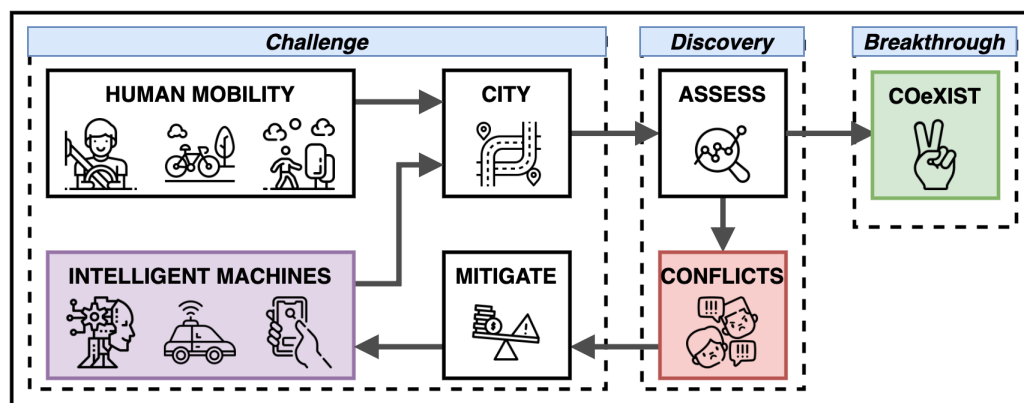 Challenge
Discovery
Breakthrough
HUMAN MOBILITY
CITY
ASSESS
COeXIST
INTELLIGENT MACHINES
MITIGATE
CONFLICTS